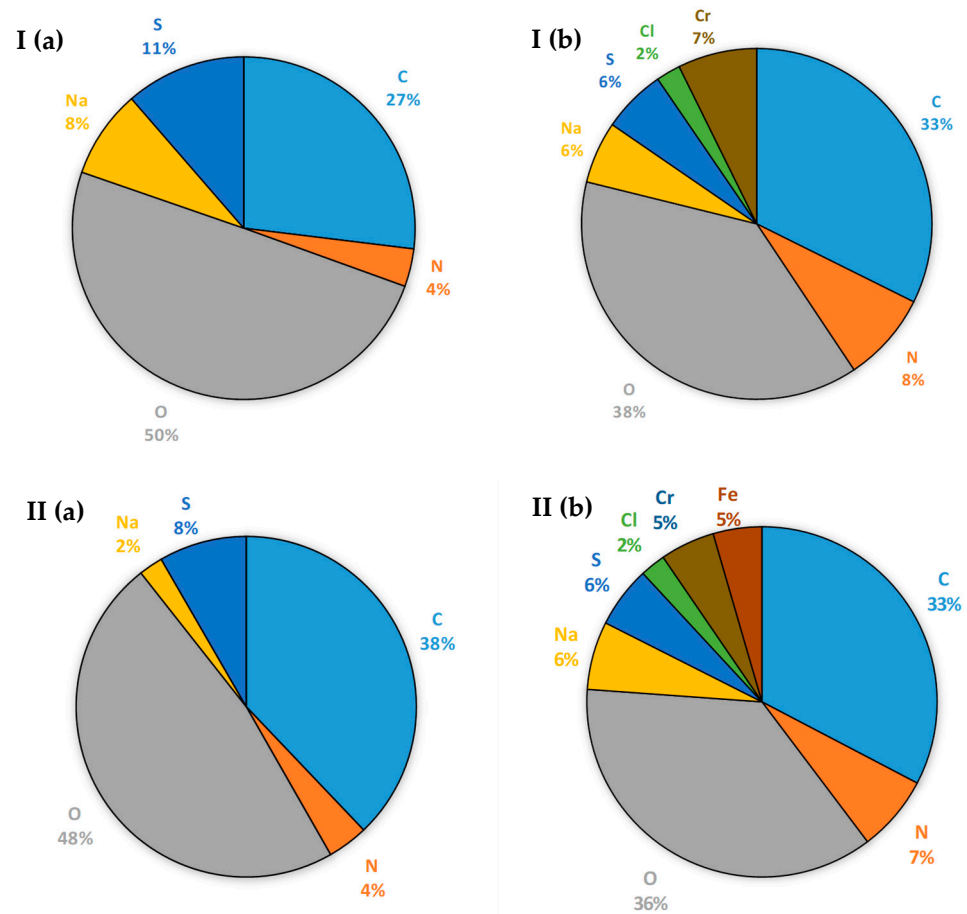 I (a)
S
11%
C
27%
Na
8%
N
4%
O
50%
I (b)
Cr
7%
Cl
2%
S
6%
C
33%
Na
6%
N
8%
O
38%
II (a)
S
8%
Na
2%
C
38%
O
48%
N
4%
II (b)
Cr
5%
Fe
5%
Cl
2%
S
6%
C
33%
Na
6%
N
7%
O
36%